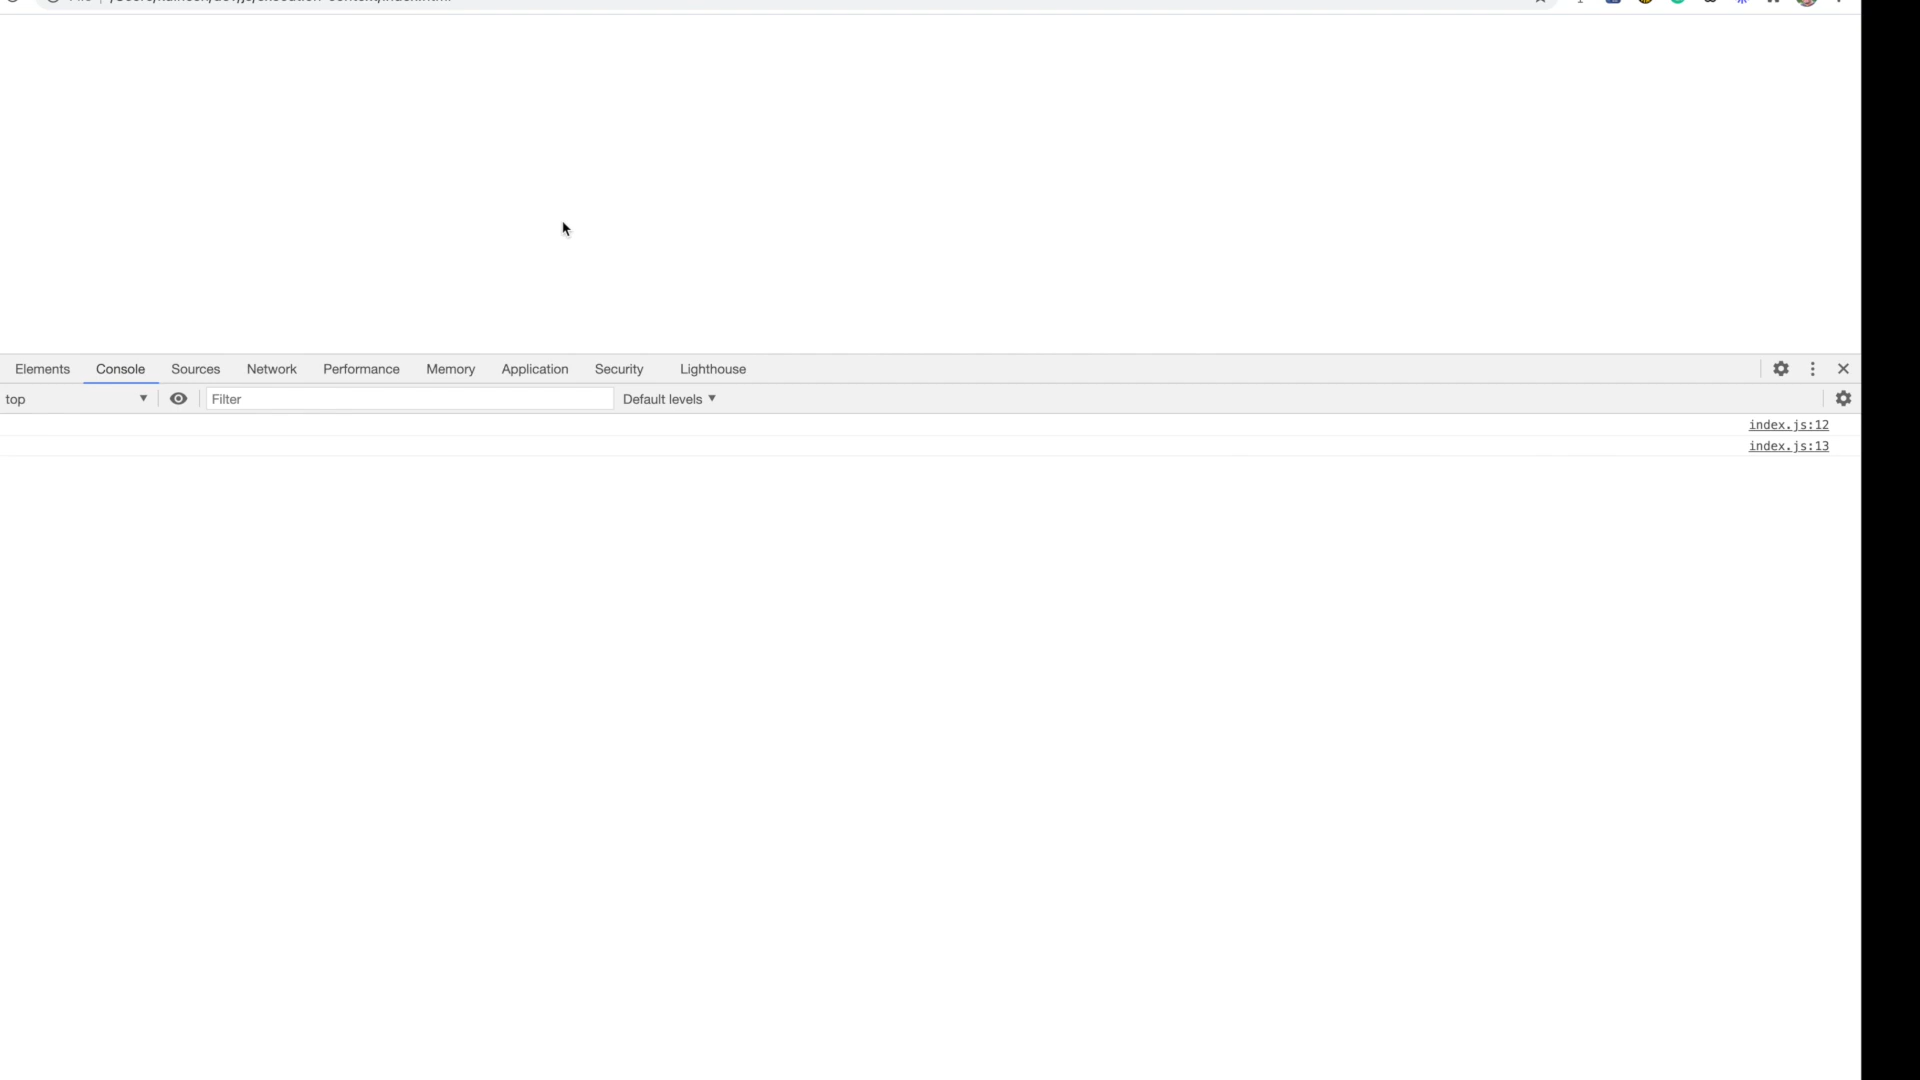 Elements Console Sources Network Performance Memory Application Security Lighthouse
top Filter Default levels
index.js:12
index.js:13